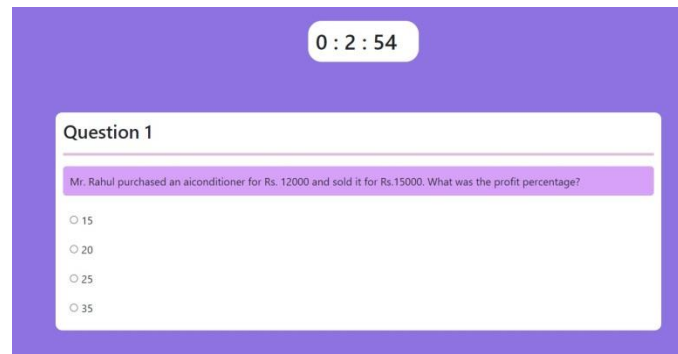 0 : 2 : 54
Question 1
Mr. Rahul purchased an aiconditioner for Rs. 12000 and sold it for Rs.15000. What was the profit percentage?
15
20
25
35